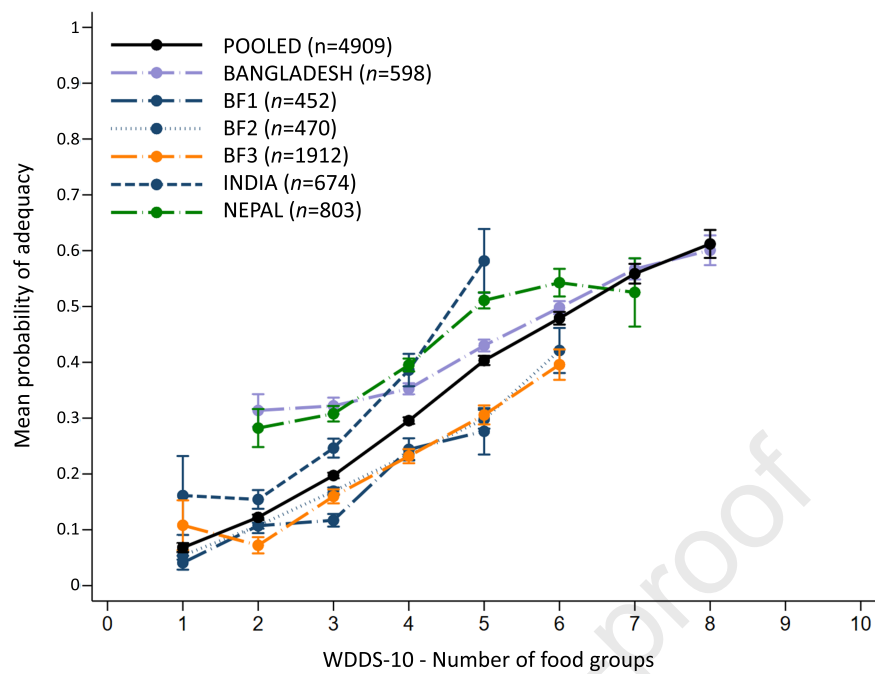 1
0.9
0.8
0.7
0.6
0.5
0.4
0.3
0.2
0.1
0
Mean probability of adequacy
POOLED (n=4909)
BANGLADESH (n=598)
BF1 (n=452)
BF2 (n=470)
BF3 (n=1912)
INDIA (n=674)
NEPAL (n=803)
0 1 2 3 4 5 6 7 8 9 10
WDDS-10 - Number of food groups
proof